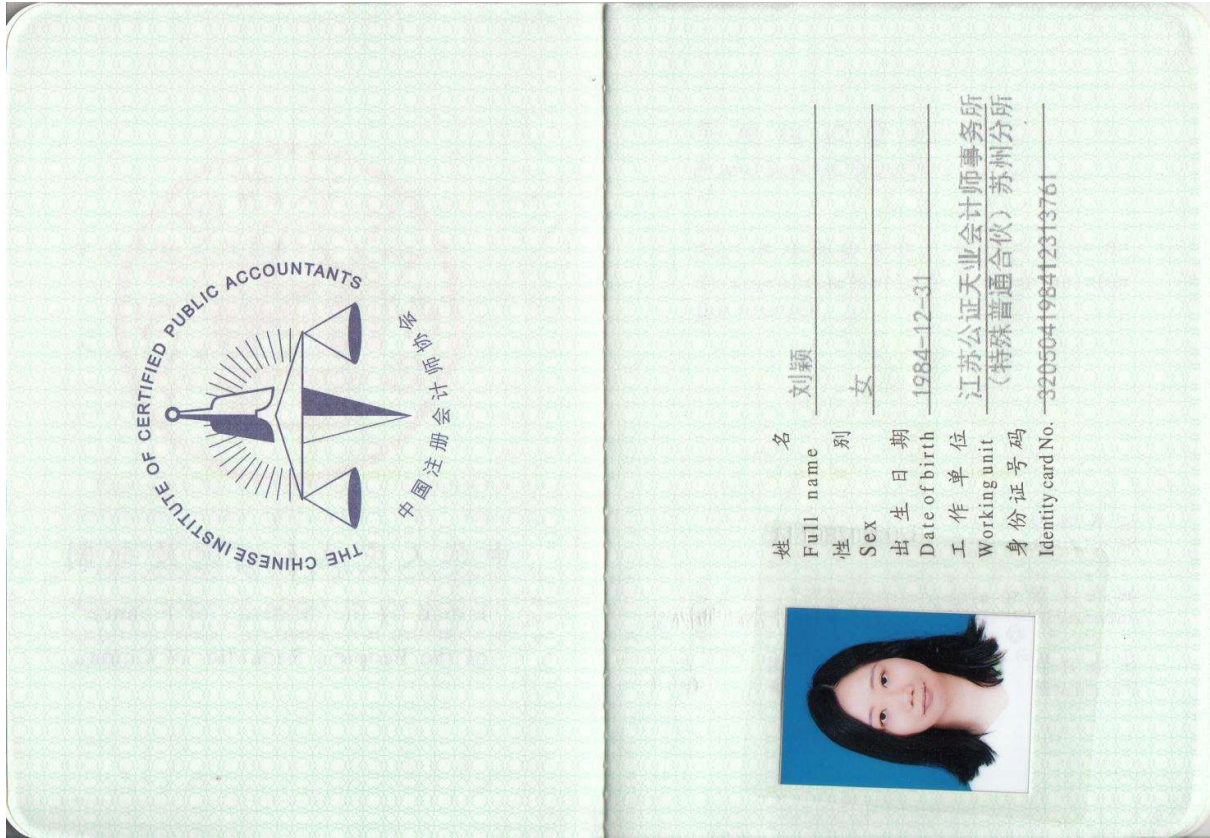 THE CHINESE INSTITUTE OF CERTIFIED PUBLIC ACCOUNTANTS
中国注册会计师协会
姓名 刘颖
Full name
性别 女
Sex
出生日期 1984-12-31
Date of birth
工作单位 江苏公证天业会计师事务所
Working unit (特殊普通合伙)苏州分所
身份证号码
Identity card No. 320504198412313761